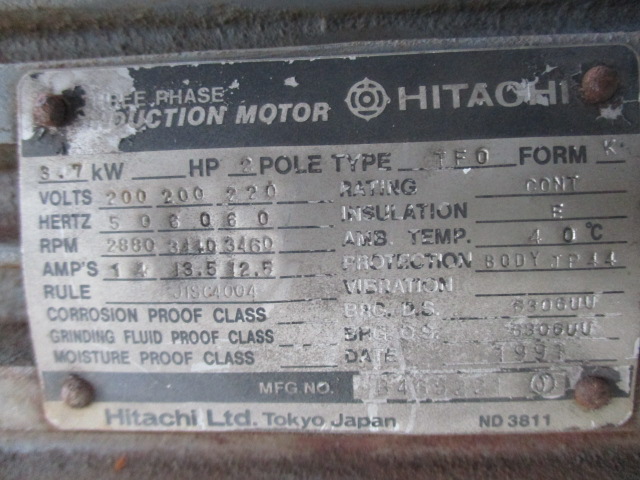 THREE PHASE
INDUCTION MOTOR HITACHI
3.7 kW HP 2 POLE TYPE TFO FORM K
VOLTS 200 200 220 RATING CONT
HERTZ 50 60 60 INSULATION E
RPM 2880 3440 3460 AMB. TEMP. 40°C
AMP'S 14 13.5 12.5 PROTECTION BODY IP44
RULE JISC4004 VIBRATION
CORROSION PROOF CLASS BRG. D.S. 6306UU
GRINDING FLUID PROOF CLASS BRG. O.S. 6306UU
MOISTURE PROOF CLASS DATE 1991
MFG NO.
Hitachi Ltd. Tokyo Japan ND 3811